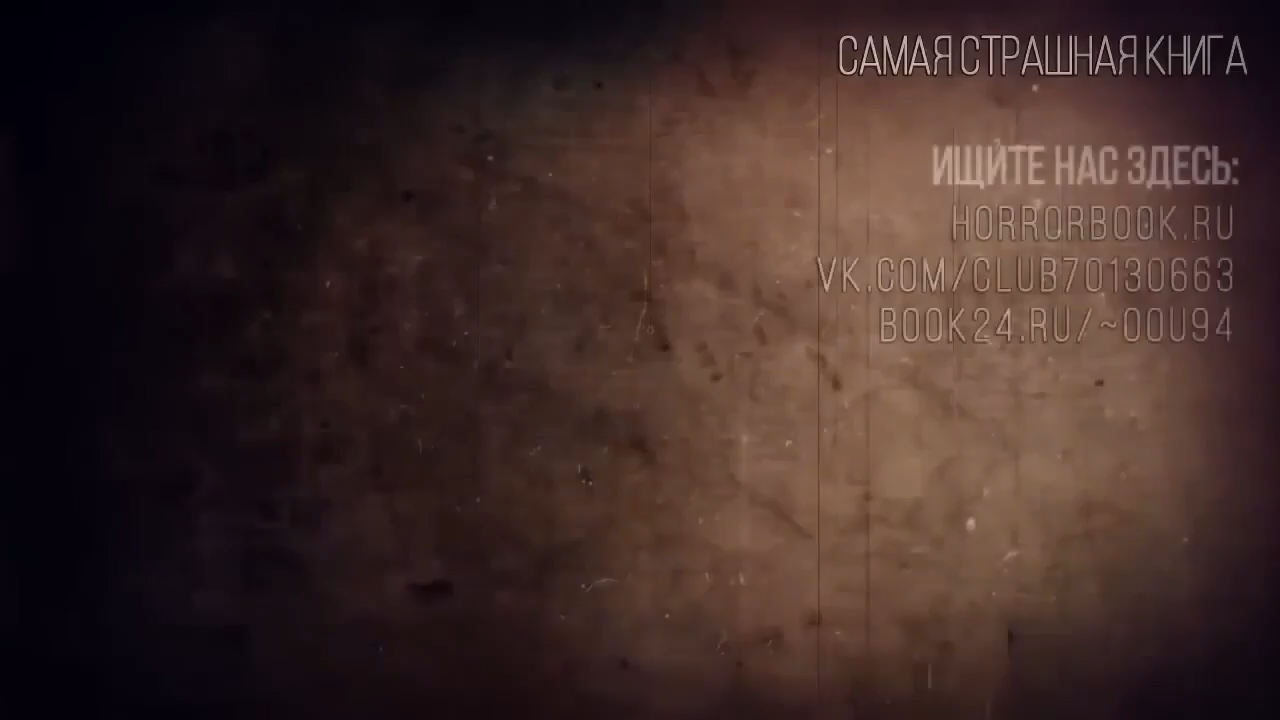 САМАЯ СТРАШНАЯ КНИГА
ИЩИТЕ НАС ЗДЕСЬ:
HORRORBOOK.RU
VK.COM/CLUB70130663
BOOK24.RU/~OOU94